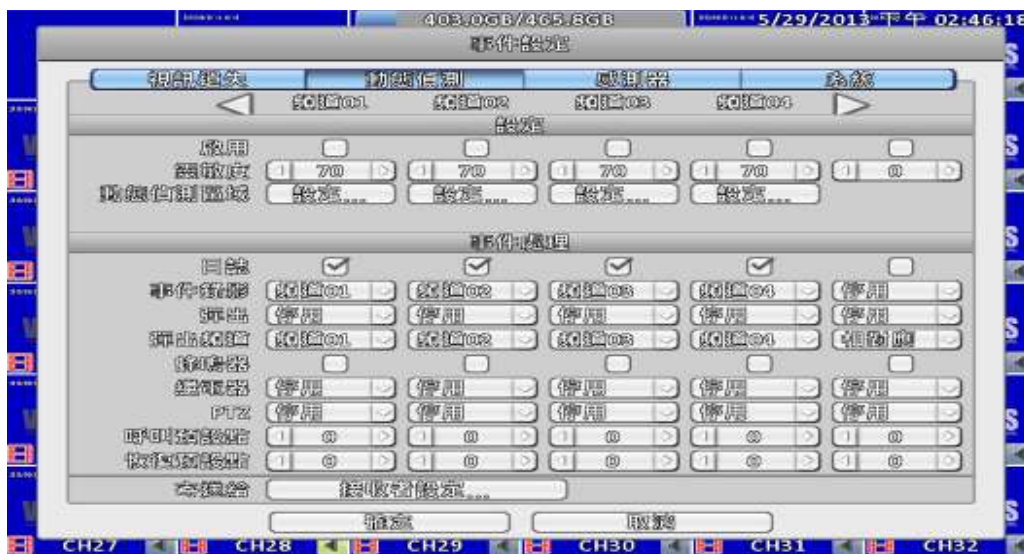 403.0GB/465.8GB 5/29/2013 下午 02:46:18
事件設定
視訊遺失 動態偵測 感測器 系統
頻道01 頻道02 頻道03 頻道04
設定
啟用
靈敏度 70 70 70 70 0
動態偵測區域 設定... 設定... 設定... 設定...
事件處理
日誌
事件錄影 頻道01 頻道02 頻道03 頻道04 停用
彈出 停用 停用 停用 停用 停用
彈出頻道 頻道01 頻道02 頻道03 頻道04 相對應
蜂鳴器
繼電器 停用 停用 停用 停用 停用
PTZ 停用 停用 停用 停用 停用
呼叫預設點 0 0 0 0 0
恢復預設點 0 0 0 0 0
寄送給 接收者設定...
確定 取消
CH27 CH28 CH29 CH30 CH31 CH32